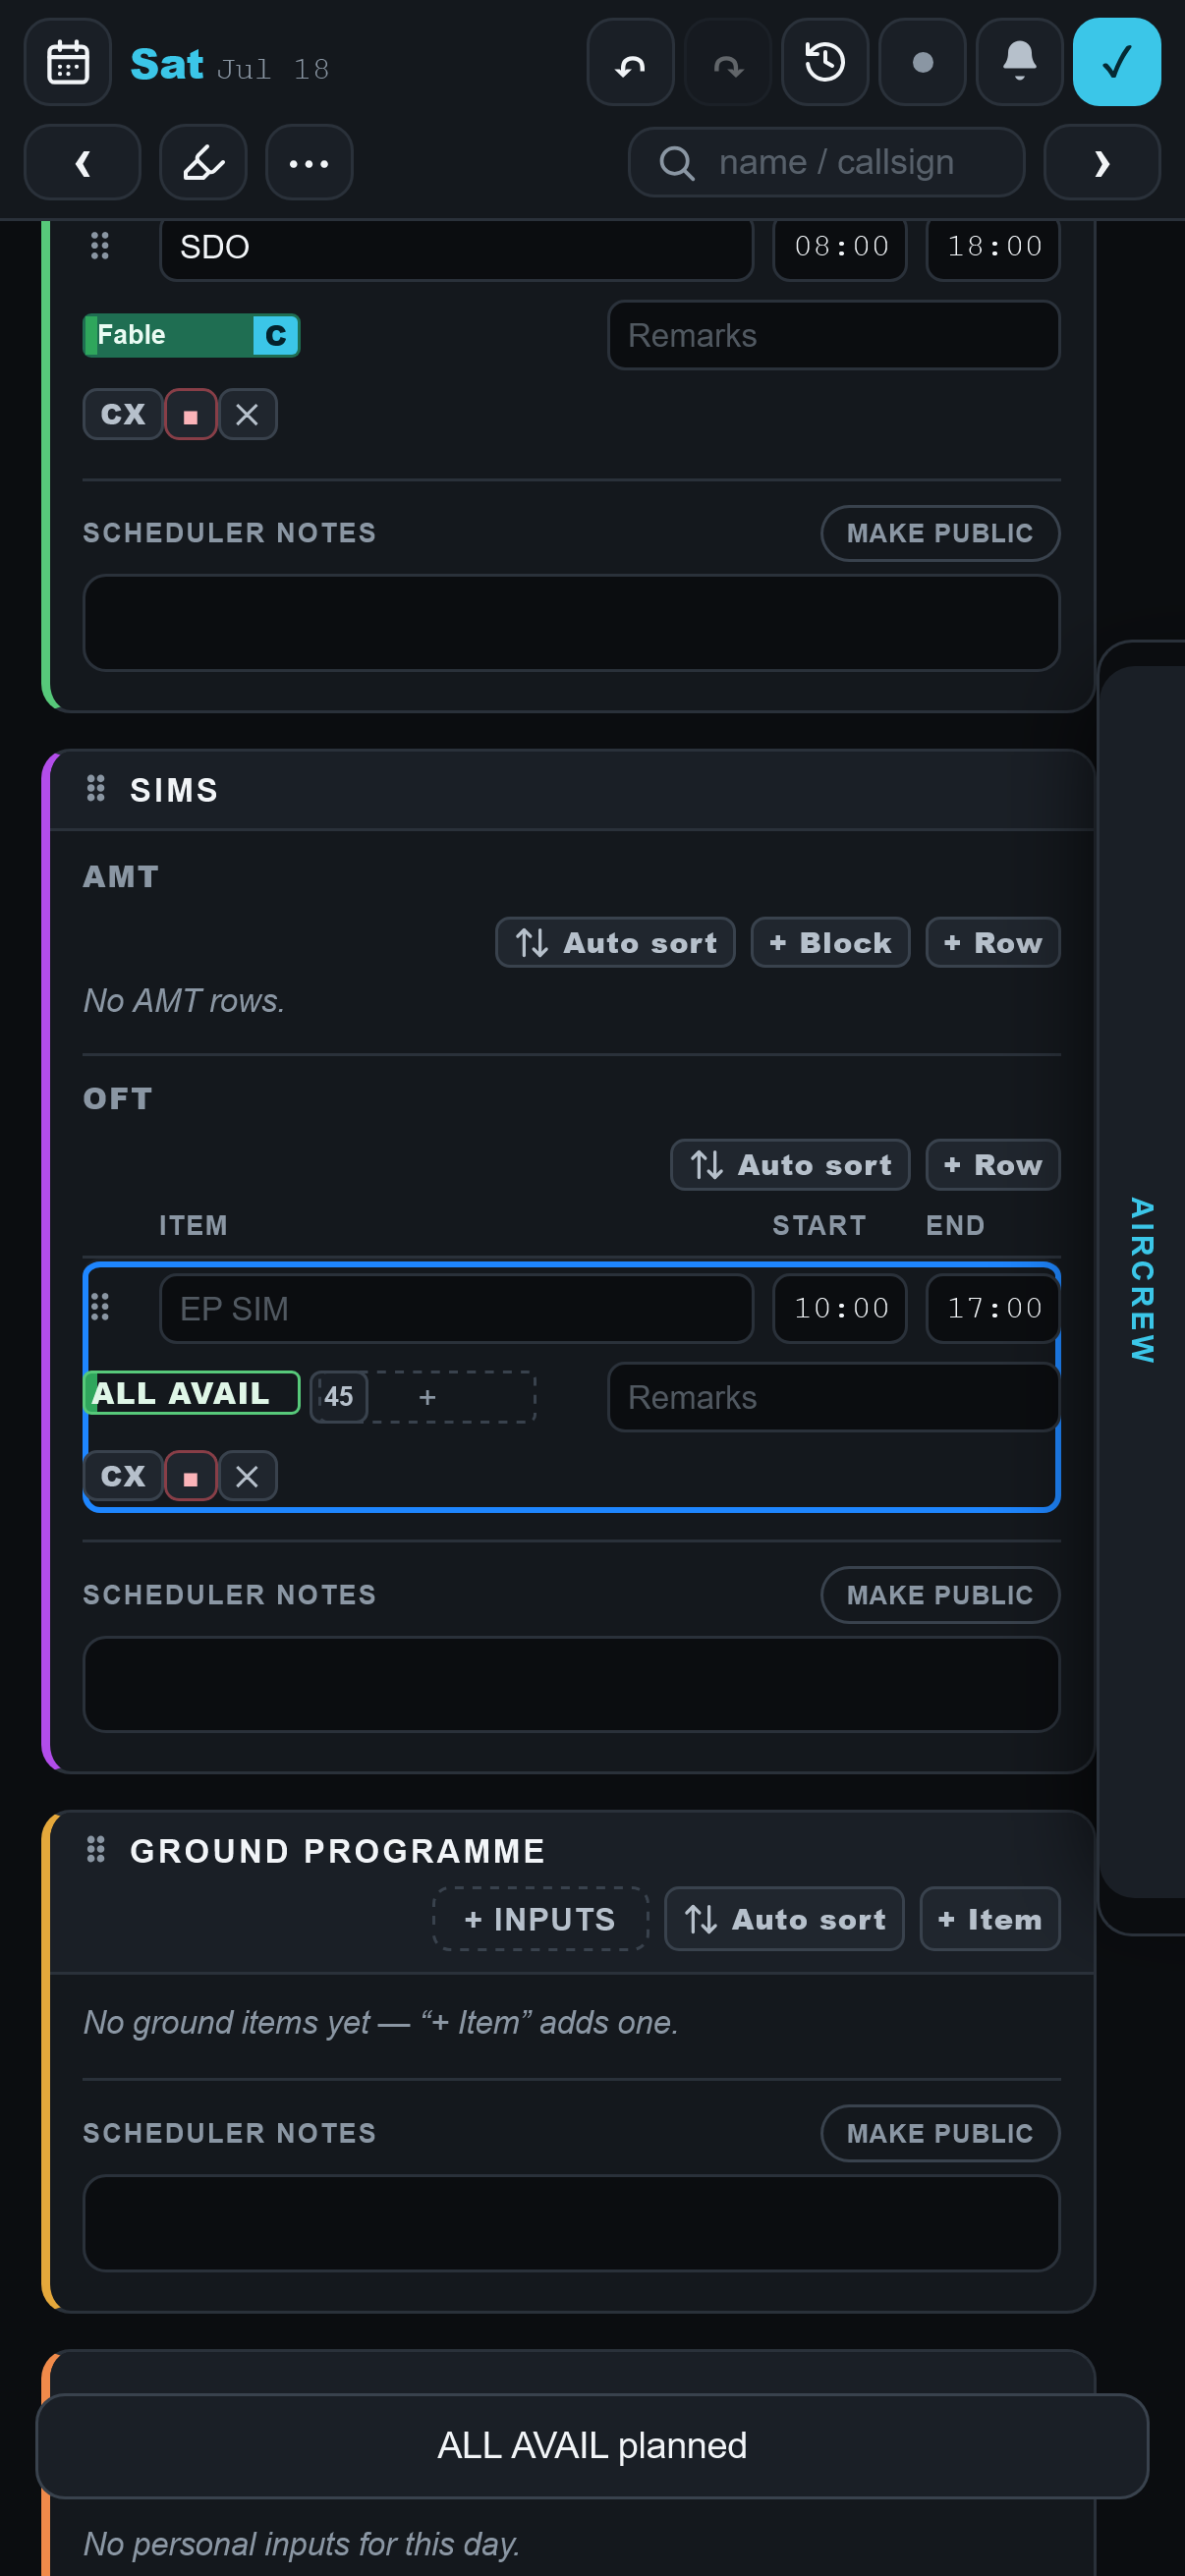 Sat Jul 18
name / callsign
SDO 08:00 18:00
Fable C Remarks
CX
SCHEDULER NOTES MAKE PUBLIC
SIMS
AMT
Auto sort + Block + Row
No AMT rows.
OFT
Auto sort + Row
ITEM START END
EP SIM 10:00 17:00
ALL AVAIL 45 + Remarks
CX
SCHEDULER NOTES MAKE PUBLIC
AIRCREW
GROUND PROGRAMME
+ INPUTS Auto sort + Item
No ground items yet — “+ Item” adds one.
SCHEDULER NOTES MAKE PUBLIC
ALL AVAIL planned
No personal inputs for this day.